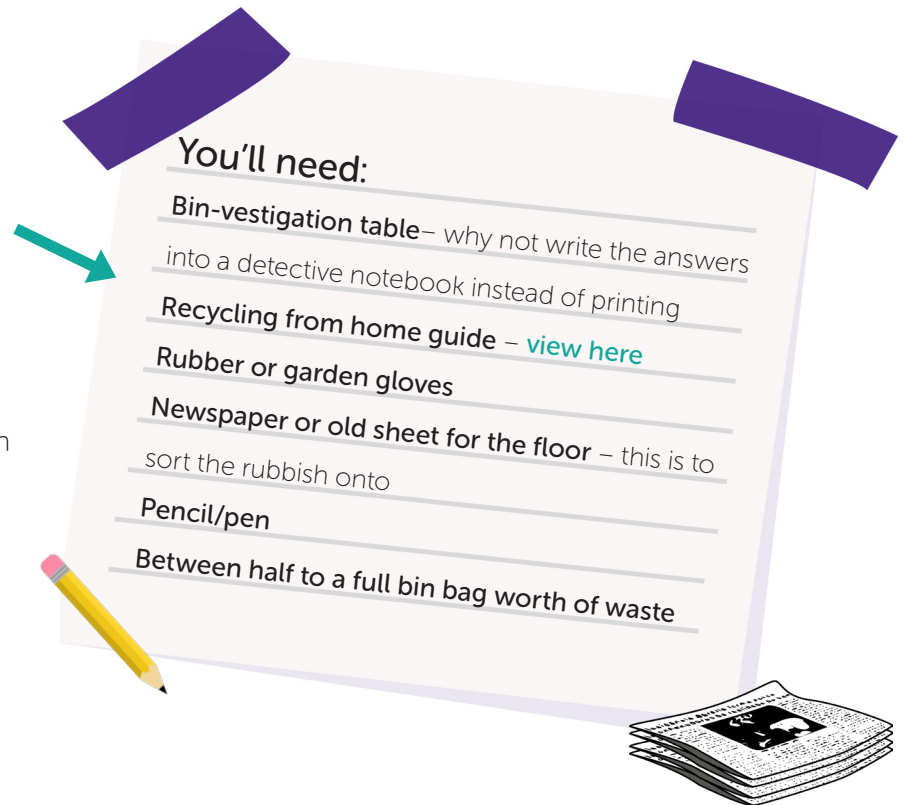 You'll need:
Bin-vestigation table– why not write the answers
into a detective notebook instead of printing
Recycling from home guide – view here
Rubber or garden gloves
Newspaper or old sheet for the floor – this is to
sort the rubbish onto
Pencil/pen
Between half to a full bin bag worth of waste